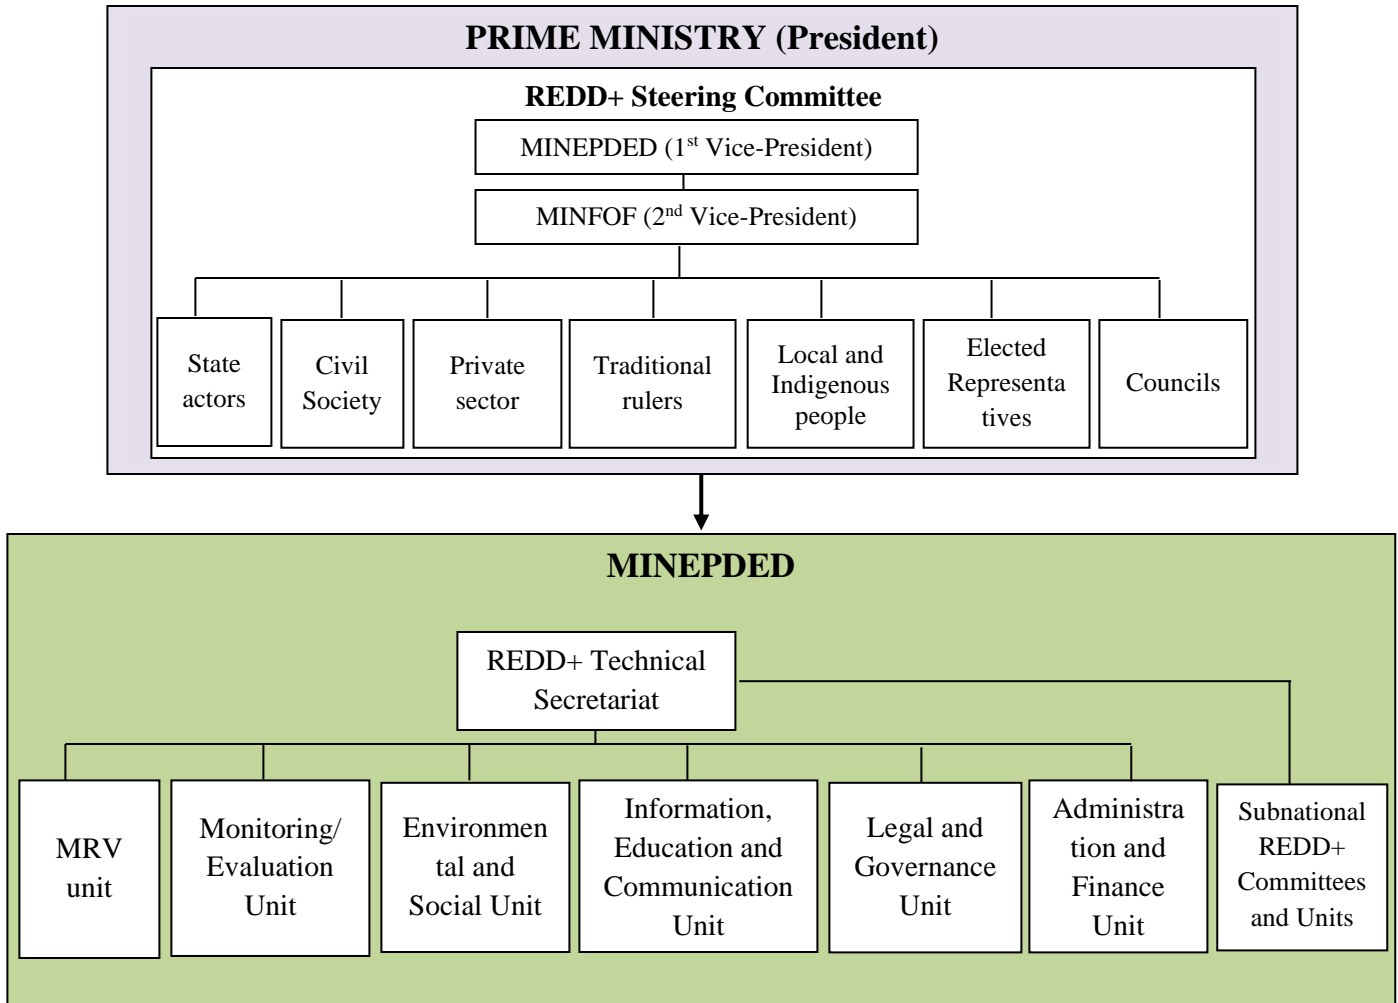 PRIME MINISTRY (President)
REDD+ Steering Committee
MINEPDED (1st Vice-President)
MINFOF (2nd Vice-President)
State
actors
Civil
Society
Private
sector
Traditional
rulers
Local and
Indigenous
people
Elected
Representa
tives
Councils
MINEPDED
REDD+ Technical
Secretariat
MRV
unit
Monitoring/
Evaluation
Unit
Environmen
tal and
Social Unit
Information,
Education and
Communication
Unit
Legal and
Governance
Unit
Administra
tion and
Finance
Unit
Subnational
REDD+
Committees
and Units